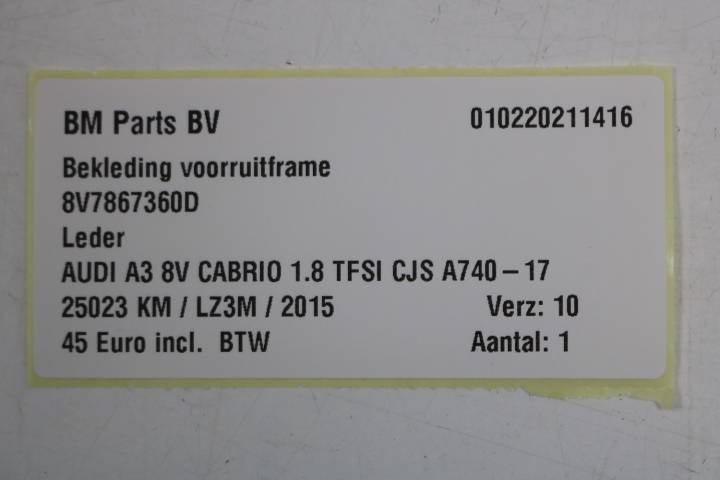 BM Parts BV 010220211416
Bekleding voorruitframe
8V7867360D
Leder
AUDI A3 8V CABRIO 1.8 TFSI CJS A740 – 17
25023 KM / LZ3M / 2015 Verz: 10
45 Euro incl. BTW Aantal: 1